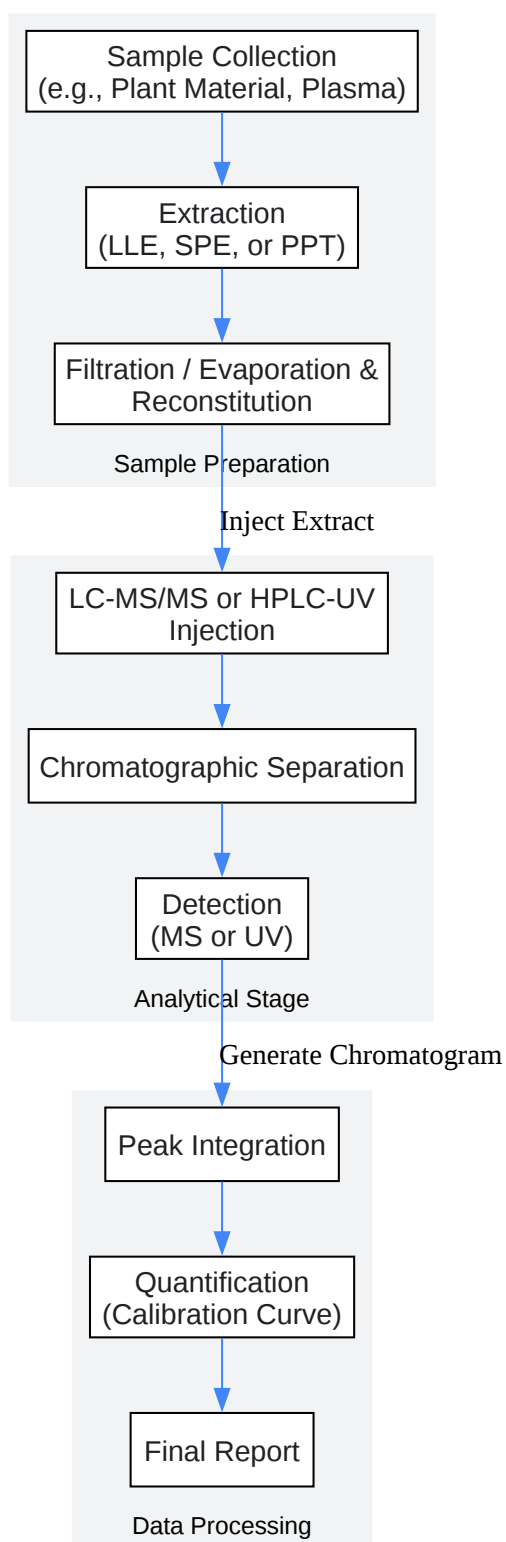 Sample Collection
(e.g., Plant Material, Plasma)
Extraction
(LLE, SPE, or PPT)
Filtration / Evaporation &
Reconstitution
Sample Preparation
Inject Extract
LC-MS/MS or HPLC-UV
Injection
Chromatographic Separation
Detection
(MS or UV)
Analytical Stage
Generate Chromatogram
Peak Integration
Quantification
(Calibration Curve)
Final Report
Data Processing